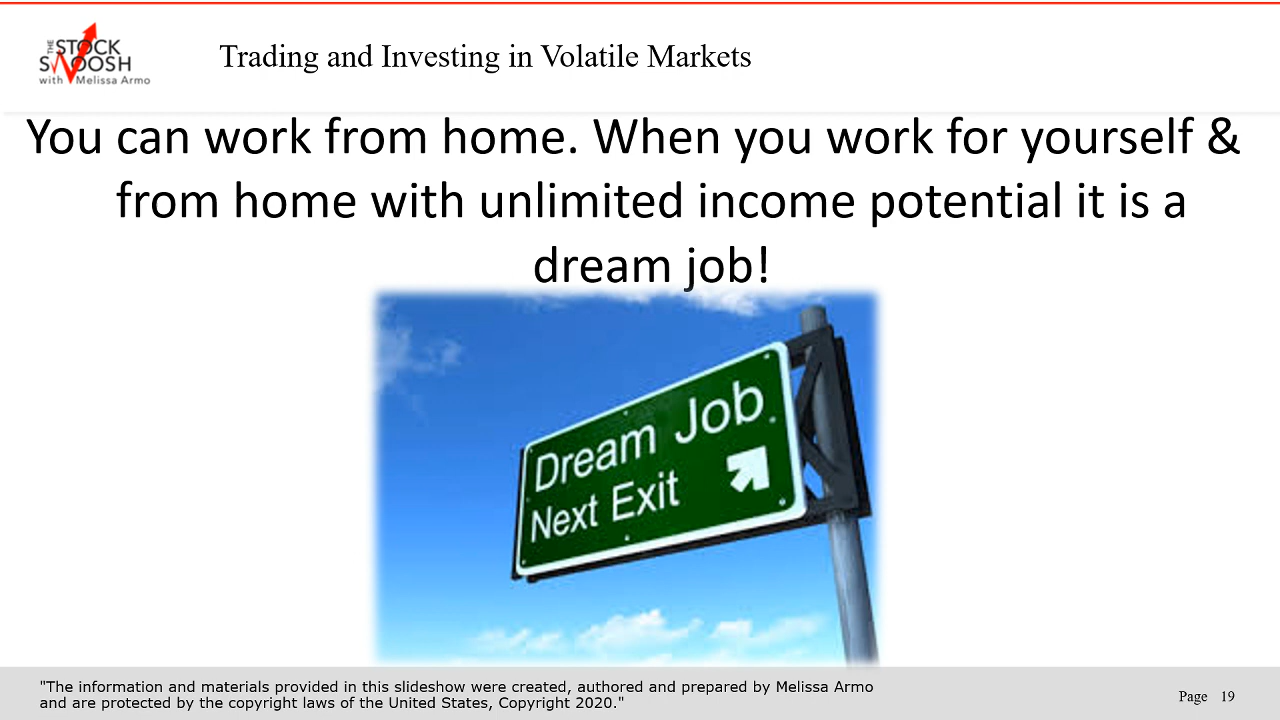 THE
STOCK
SWOOSH
with Melissa Armo
Trading and Investing in Volatile Markets
You can work from home. When you work for yourself &
from home with unlimited income potential it is a
dream job!
Dream Job
Next Exit
"The information and materials provided in this slideshow were created, authored and prepared by Melissa Armo
and are protected by the copyright laws of the United States, Copyright 2020."
Page 19